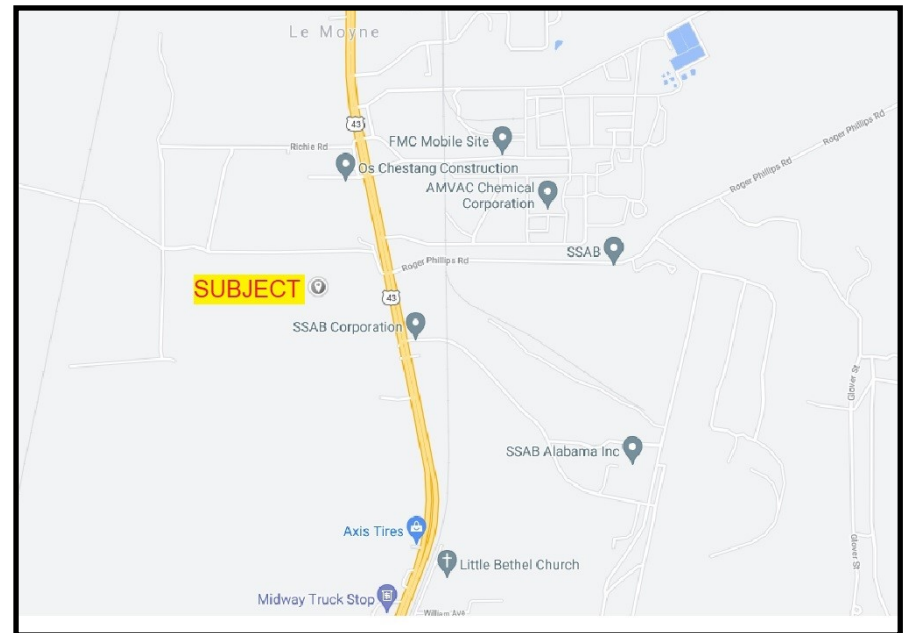 Le Moyne
43
FMC Mobile Site
Richie Rd
Os Chestang Construction
AMVAC Chemical
Corporation
Roger Phillips Rd
Roger Phillips Rd
SSAB
Roger Phillips Rd
SUBJECT
43
SSAB Corporation
Glover St
SSAB Alabama Inc
Axis Tires
Little Bethel Church
Glover St
Midway Truck Stop
William Ave